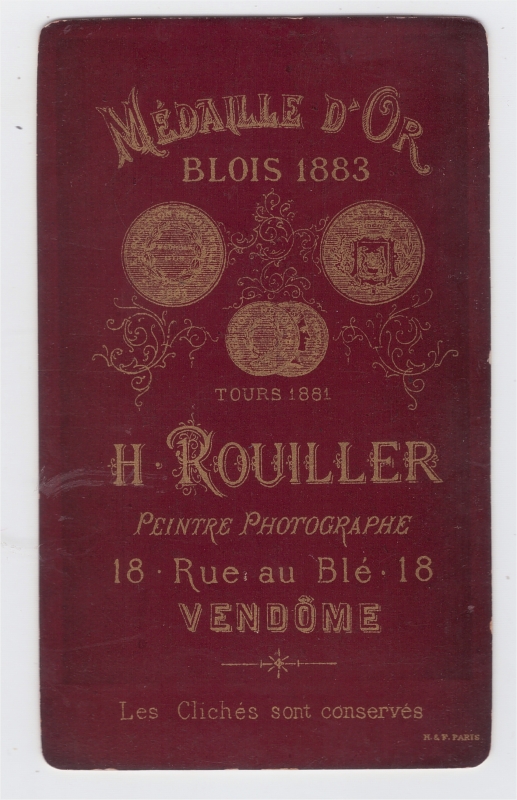 MÉDAILLE D'OR
BLOIS 1883
TOURS 1881
H. ROUILLER
PEINTRE PHOTOGRAPHE
18 · Rue au Blé · 18
VENDÔME
Les Clichés sont conservés
H. & F. PARIS